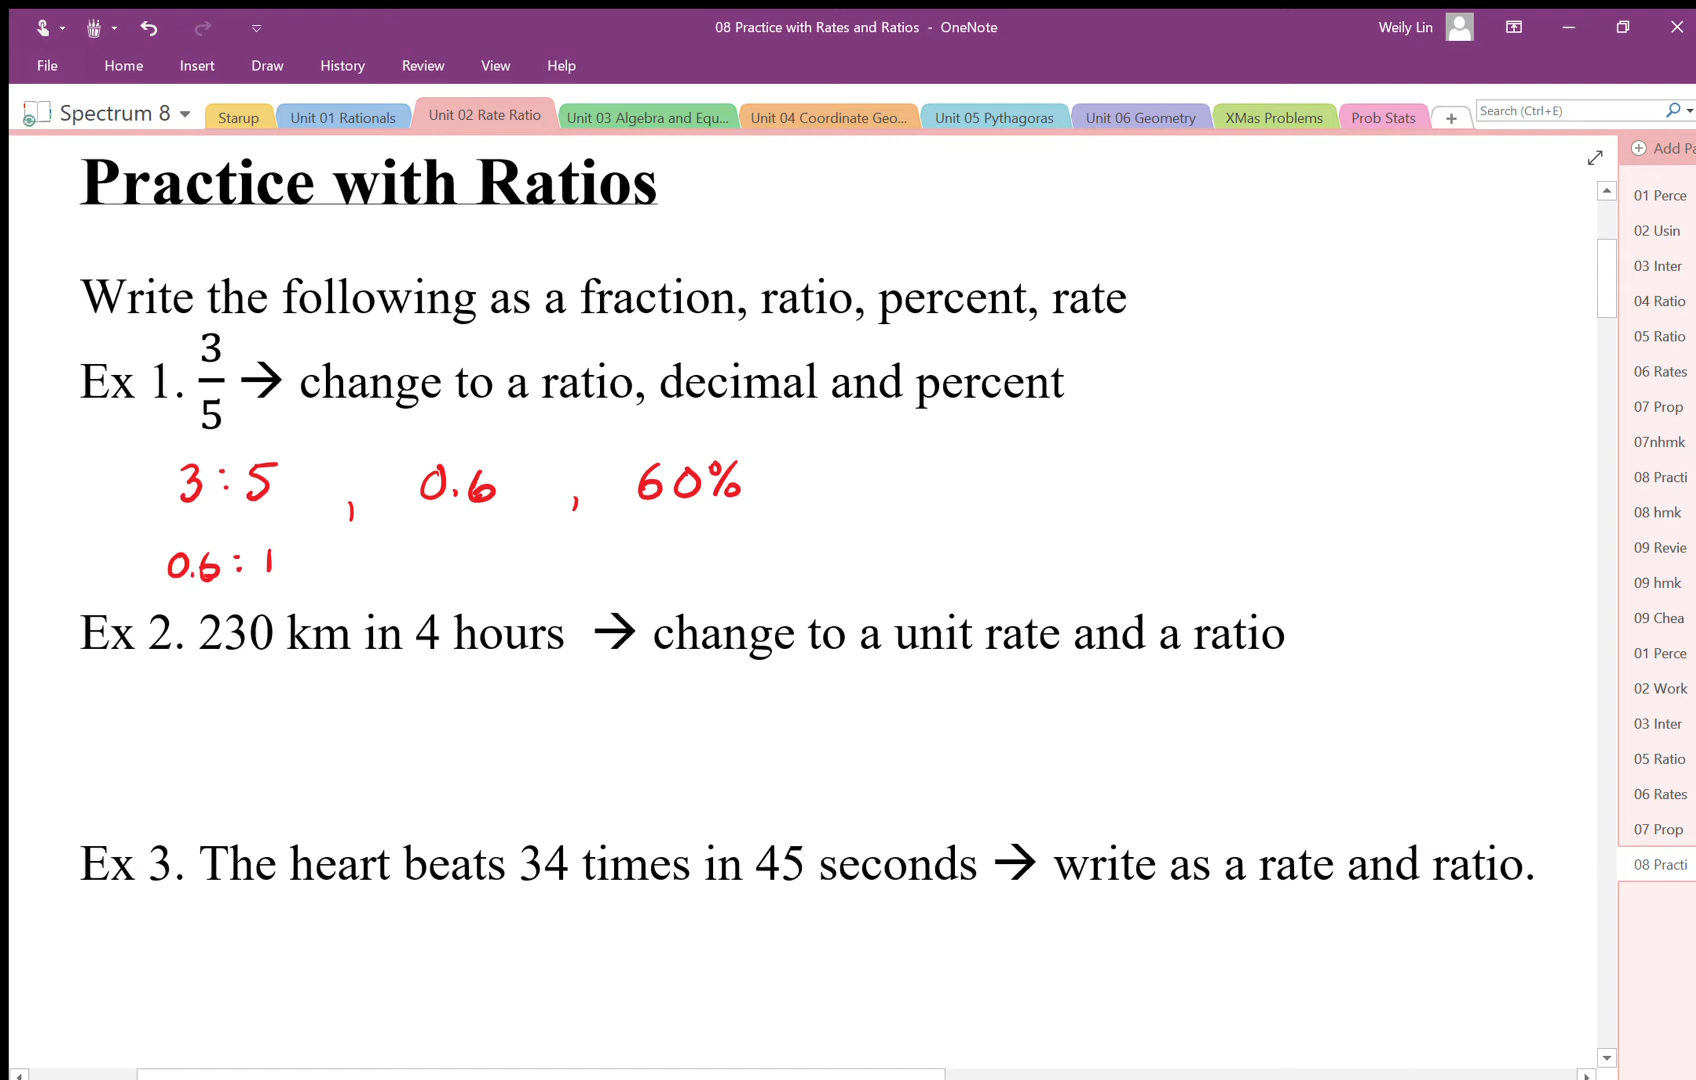 08 Practice with Rates and Ratios - OneNote
Weily Lin
File Home Insert Draw History Review View Help
Spectrum 8
Starup
Unit 01 Rationals
Unit 02 Rate Ratio
Unit 03 Algebra and Equ...
Unit 04 Coordinate Geo...
Unit 05 Pythagoras
Unit 06 Geometry
XMas Problems
Prob Stats
+
Search (Ctrl+E)
Practice with Ratios
Write the following as a fraction, ratio, percent, rate
Ex 1. 3/5 → change to a ratio, decimal and percent
3:5 , 0.6 , 60%
0.6:1
Ex 2. 230 km in 4 hours → change to a unit rate and a ratio
Ex 3. The heart beats 34 times in 45 seconds → write as a rate and ratio.
Add Pa
01 Perce
02 Usin
03 Inter
04 Ratio
05 Ratio
06 Rates
07 Prop
07nhmk
08 Practi
08 hmk
09 Revie
09 hmk
09 Chea
01 Perce
02 Work
03 Inter
05 Ratio
06 Rates
07 Prop
08 Practi